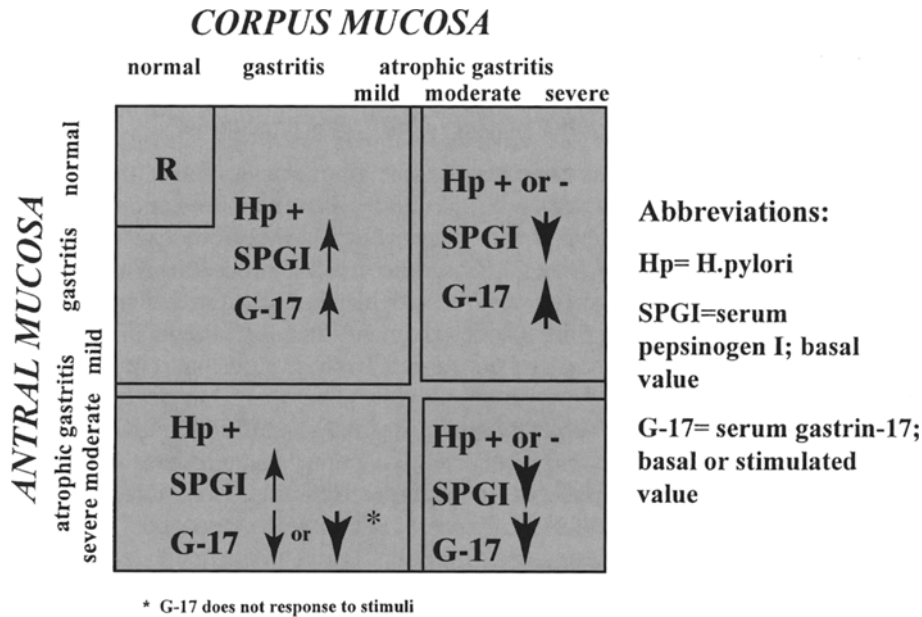 CORPUS MUCOSA
normal gastritis atrophic gastritis
mild moderate severe
ANTRAL MUCOSA
normal
gastritis
atrophic gastritis
mild
severe moderate
R
Hp +
SPGI ↑
G-17 ↑
Hp + or -
SPGI ↓
G-17 ↑
Hp +
SPGI ↑
G-17 ↓ or ↓ *
Hp + or -
SPGI ↓
G-17 ↓
Abbreviations:
Hp= H.pylori
SPGI=serum
pepsinogen I; basal
value
G-17= serum gastrin-17;
basal or stimulated
value
* G-17 does not response to stimuli